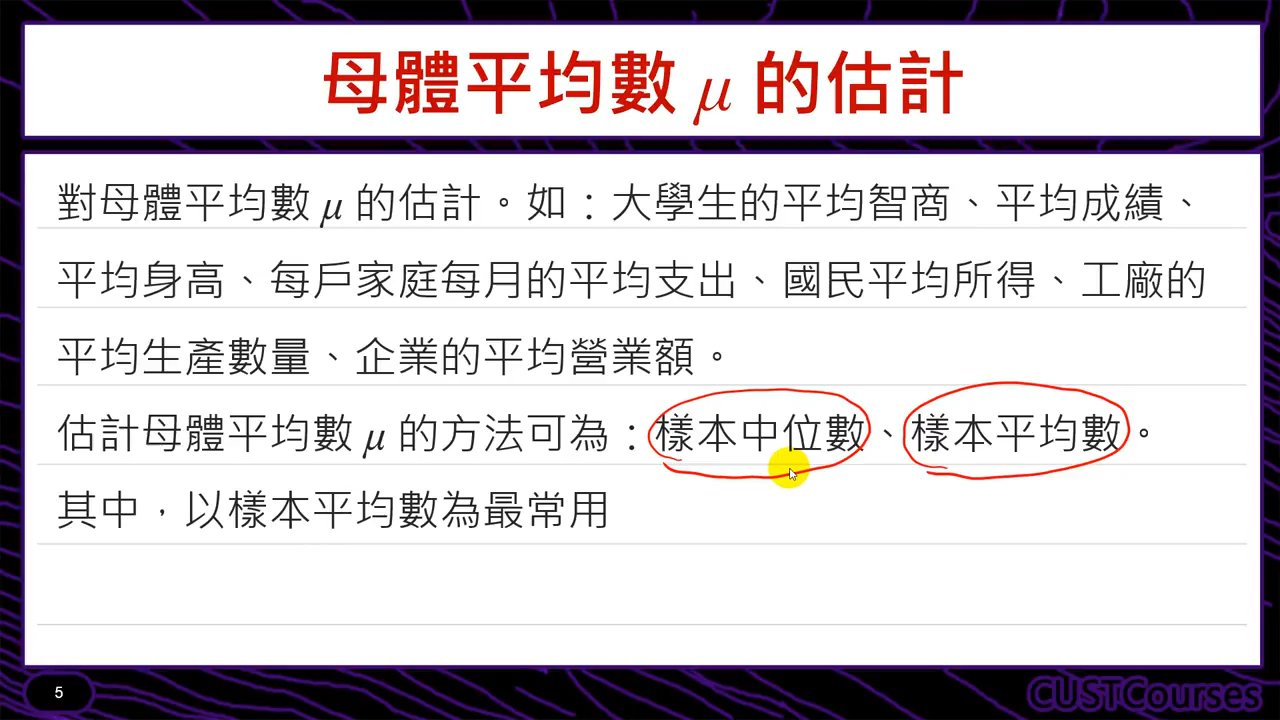 母體平均數 μ 的估計
對母體平均數 μ 的估計。如：大學生的平均智商、平均成績、
平均身高、每戶家庭每月的平均支出、國民平均所得、工廠的
平均生產數量、企業的平均營業額。
估計母體平均數 μ 的方法可為：樣本中位數、樣本平均數。
其中，以樣本平均數為最常用
5
CUSTCourses